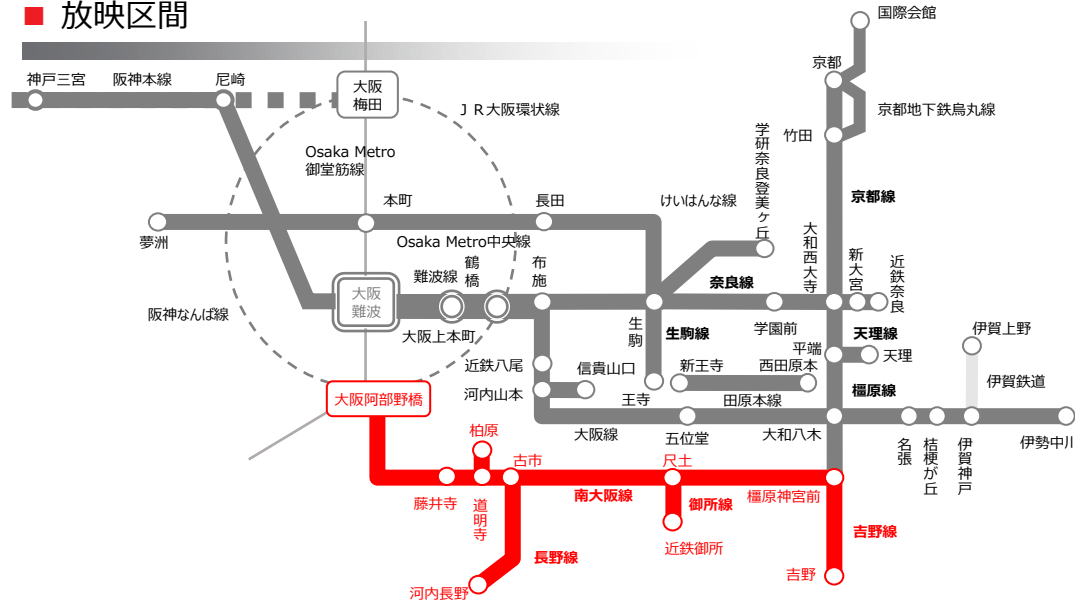 ■ 放映区間
国際会館
神戸三宮
阪神本線
尼崎
大阪
梅田
ＪＲ大阪環状線
京都
京都地下鉄烏丸線
竹田
学研奈良登美ヶ丘
Osaka Metro
御堂筋線
本町
長田
けいはんな線
京都線
夢洲
Osaka Metro中央線
難波線
鶴橋
布施
大和西大寺
新大宮
近鉄奈良
奈良線
大阪
難波
阪神なんば線
大阪上本町
生駒
生駒線
学園前
天理線
平端
天理
伊賀上野
近鉄八尾
信貴山口
新王寺
西田原本
河内山本
王寺
田原本線
橿原線
伊賀鉄道
大阪阿部野橋
大阪線
五位堂
大和八木
名張
桔梗が丘
伊賀神戸
伊勢中川
柏原
古市
尺土
藤井寺
道明寺
南大阪線
御所線
橿原神宮前
近鉄御所
吉野線
長野線
河内長野
吉野